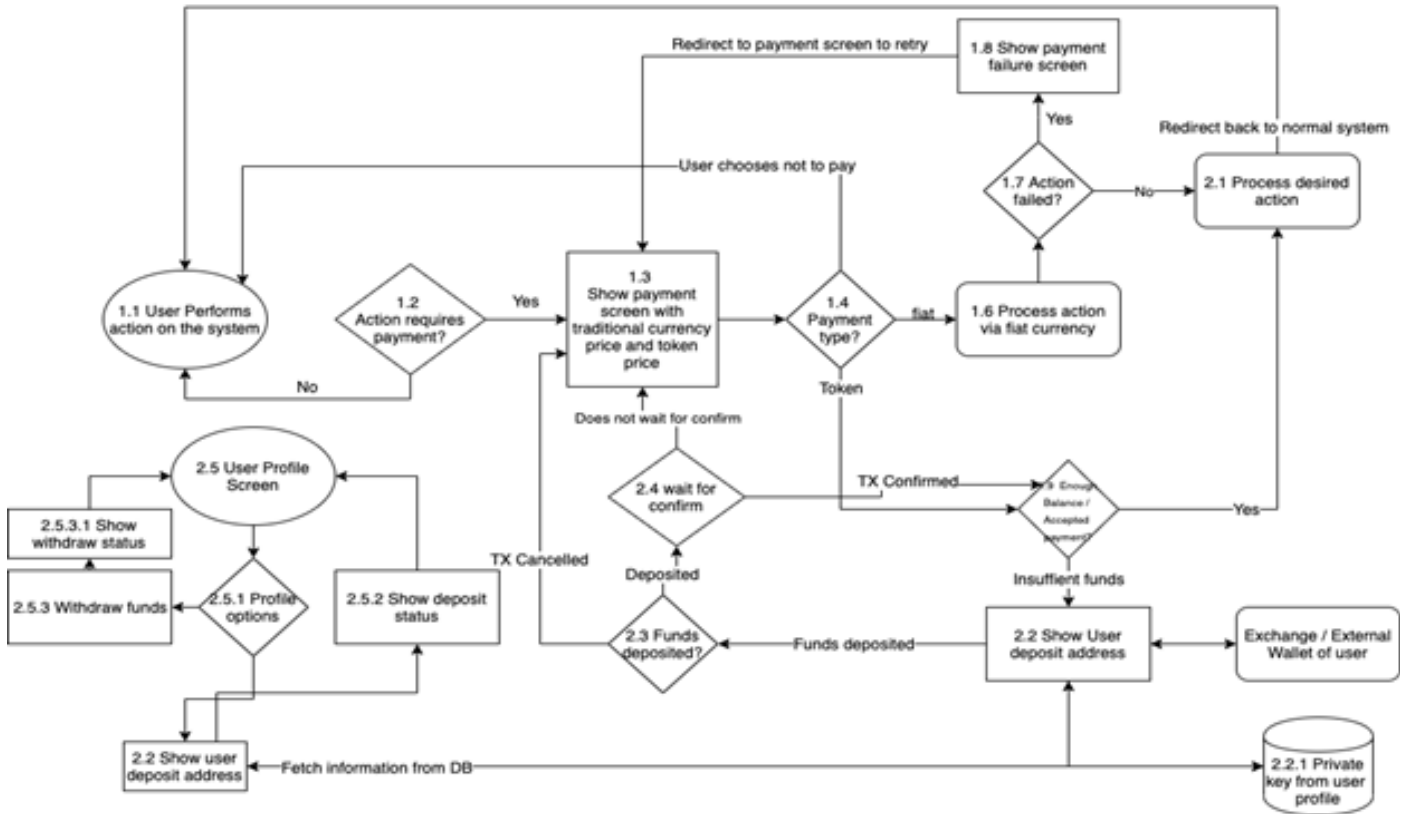 Redirect to payment screen to retry
1.8 Show payment
failure screen
Yes
Redirect back to normal system
User chooses not to pay
1.7 Action
failed?
No
2.1 Process desired
action
1.1 User Performs
action on the system
1.2
Action requires
payment?
Yes
No
1.3
Show payment
screen with
traditional currency
price and token
price
1.4
Payment
type?
fiat
1.6 Process action
via fiat currency
Token
Does not wait for confirm
2.5 User Profile
Screen
2.4 wait for
confirm
TX Confirmed
9 Enough
Balance /
Accepted
payment?
Yes
2.5.3.1 Show
withdraw status
TX Cancelled
Deposited
Insuffient funds
2.5.3 Withdraw funds
2.5.1 Profile
options
2.5.2 Show deposit
status
2.3 Funds
deposited?
Funds deposited
2.2 Show User
deposit address
Exchange / External
Wallet of user
2.2 Show user
deposit address
Fetch information from DB
2.2.1 Private
key from user
profile